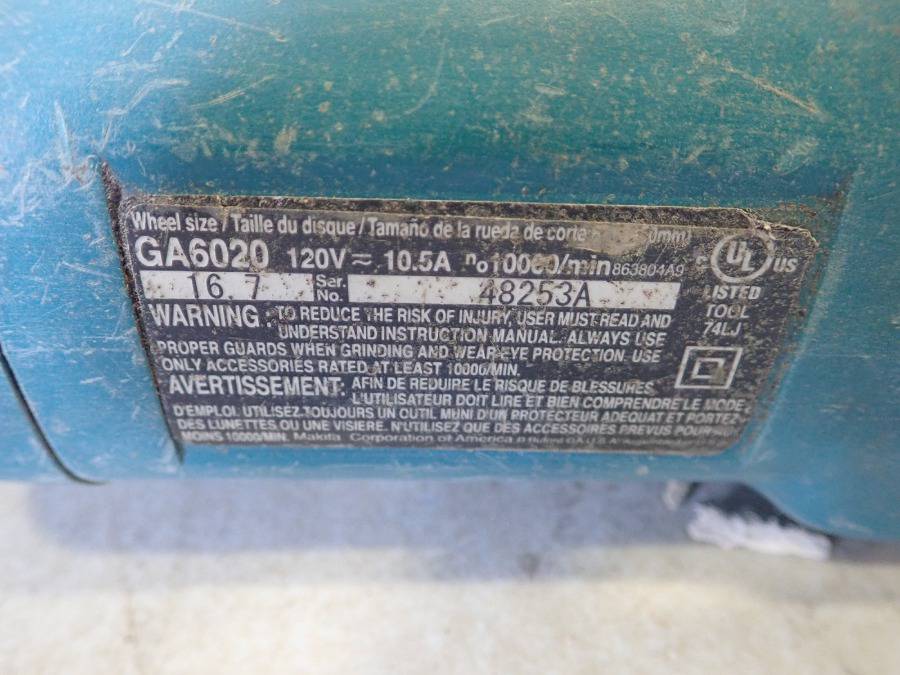 Wheel size / Taille du disque / Tamaño de la rueda de corte mm)
GA6020 120V 10.5A no10000/min 863804A9
C UL US
LISTED
TOOL
74LJ
16. 7 Ser. No. 48253A
WARNING: TO REDUCE THE RISK OF INJURY, USER MUST READ AND
UNDERSTAND INSTRUCTION MANUAL. ALWAYS USE
PROPER GUARDS WHEN GRINDING AND WEAR EYE PROTECTION. USE
ONLY ACCESSORIES RATED AT LEAST 10000/MIN.
AVERTISSEMENT: AFIN DE REDUIRE LE RISQUE DE BLESSURES
L'UTILISATEUR DOIT LIRE ET BIEN COMPRENDRE LE MODE
D'EMPLOI. UTILISEZ TOUJOURS UN OUTIL MUNI D'UN PROTECTEUR ADEQUAT ET PORTEZ
DES LUNETTES OU UNE VISIERE. N'UTILISEZ QUE DES ACCESSOIRES PREVUS POUR
MOINS 10000/MIN. Makita Corporation of America